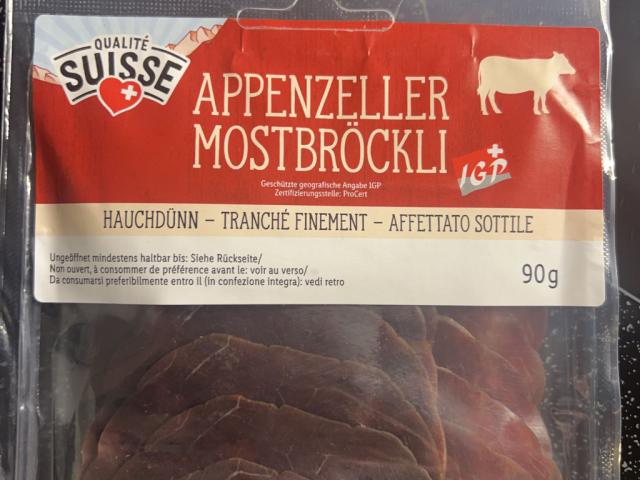 QUALITÉ
SUISSE
APPENZELLER
MOSTBRÖCKLI
IGP
Geschützte geografische Angabe IGP
Zertifizierungsstelle: ProCert
HAUCHDÜNN – TRANCHÉ FINEMENT – AFFETTATO SOTTILE
Ungeöffnet mindestens haltbar bis: Siehe Rückseite/
Non ouvert, à consommer de préférence avant le: voir au verso/
Da consumarsi preferibilmente entro il (in confezione integra): vedi retro
90g